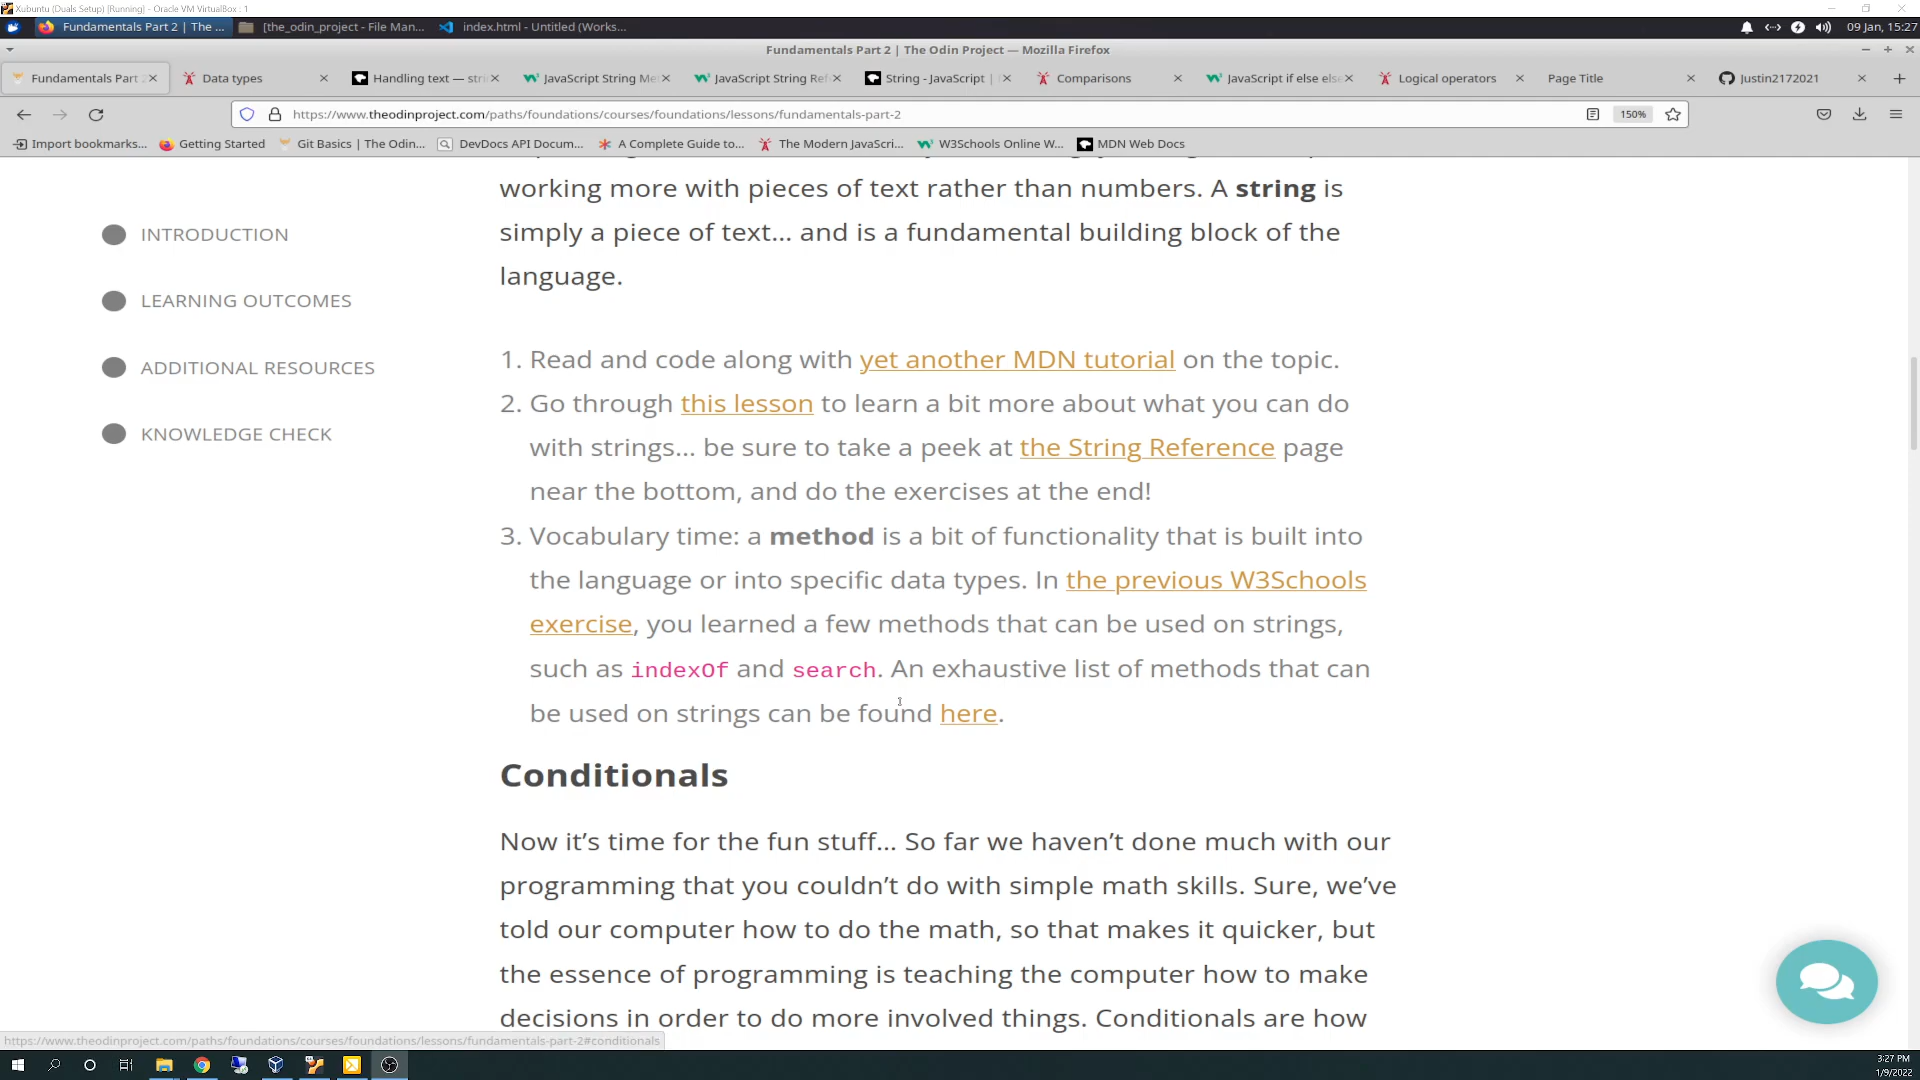 Xubuntu (Duals Setup) [Running] - Oracle VM VirtualBox : 1
Fundamentals Part 2 | The ...
[the_odin_project - File Man...
index.html - Untitled (Works...
09 Jan, 15:27
Fundamentals Part 2 | The Odin Project — Mozilla Firefox
Fundamentals Part
Data types
Handling text — stri
JavaScript String Me
JavaScript String Ref
String - JavaScript |
Comparisons
JavaScript if else else
Logical operators
Page Title
Justin2172021
https://www.theodinproject.com/paths/foundations/courses/foundations/lessons/fundamentals-part-2
150%
Import bookmarks...
Getting Started
Git Basics | The Odin...
DevDocs API Docum...
A Complete Guide to...
The Modern JavaScri...
W3Schools Online W...
MDN Web Docs
working more with pieces of text rather than numbers. A string is
simply a piece of text… and is a fundamental building block of the
language.
INTRODUCTION
LEARNING OUTCOMES
ADDITIONAL RESOURCES
KNOWLEDGE CHECK
1. Read and code along with yet another MDN tutorial on the topic.
2. Go through this lesson to learn a bit more about what you can do
with strings… be sure to take a peek at the String Reference page
near the bottom, and do the exercises at the end!
3. Vocabulary time: a method is a bit of functionality that is built into
the language or into specific data types. In the previous W3Schools
exercise, you learned a few methods that can be used on strings,
such as indexOf and search. An exhaustive list of methods that can
be used on strings can be found here.
Conditionals
Now it’s time for the fun stuff… So far we haven’t done much with our
programming that you couldn’t do with simple math skills. Sure, we’ve
told our computer how to do the math, so that makes it quicker, but
the essence of programming is teaching the computer how to make
decisions in order to do more involved things. Conditionals are how
https://www.theodinproject.com/paths/foundations/courses/foundations/lessons/fundamentals-part-2#conditionals
3:27 PM
1/9/2022